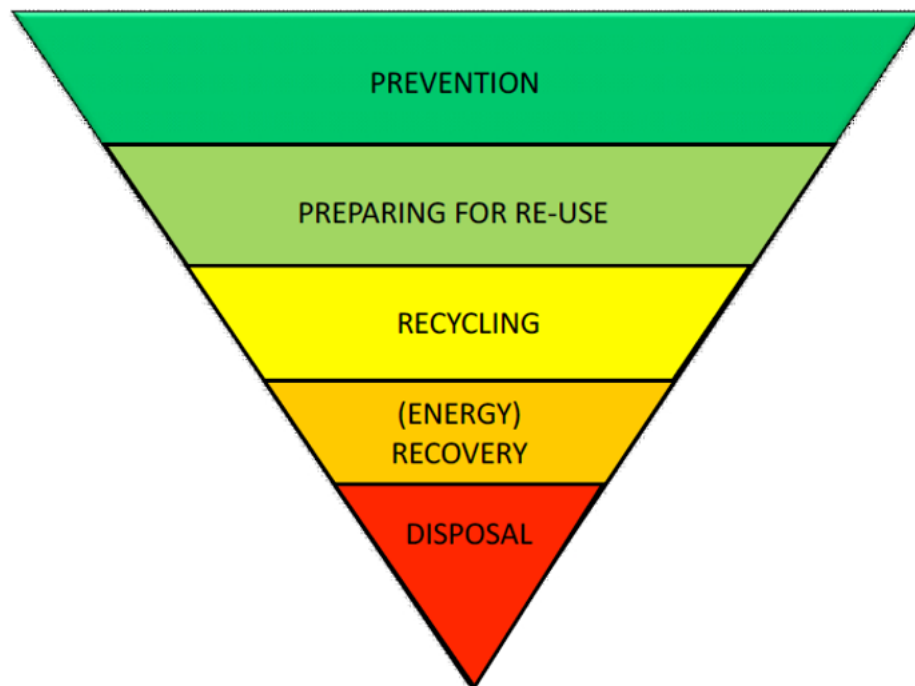 PREVENTION
PREPARING FOR RE-USE
RECYCLING
(ENERGY)
RECOVERY
DISPOSAL